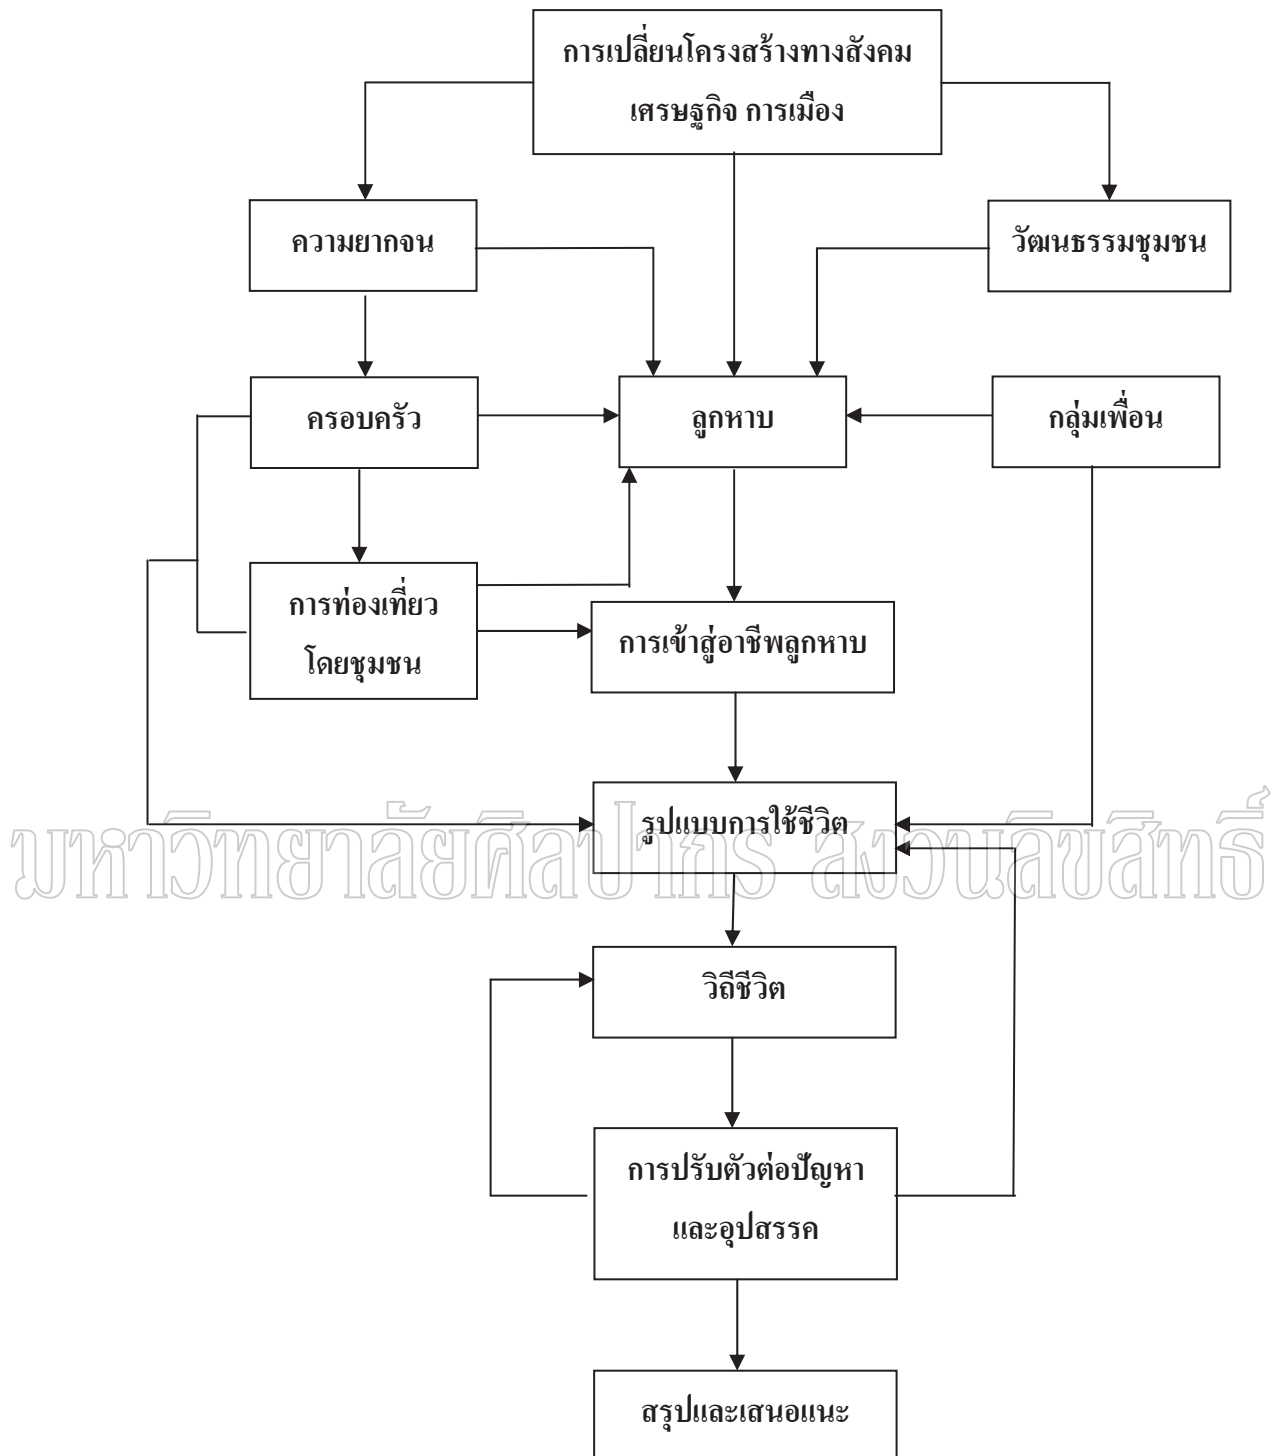 การเปลี่ยนโครงสร้างทางสังคม
เศรษฐกิจ การเมือง
ความยากจน
วัฒนธรรมชุมชน
ครอบครัว
ลูกหาบ
กลุ่มเพื่อน
การท่องเที่ยว
โดยชุมชน
การเข้าสู่อาชีพลูกหาบ
รูปแบบการใช้ชีวิต
มหาวิทยาลัยศิลปากร สงวนลิขสิทธิ์
วิถีชีวิต
การปรับตัวต่อปัญหา
และอุปสรรค
สรุปและเสนอแนะ